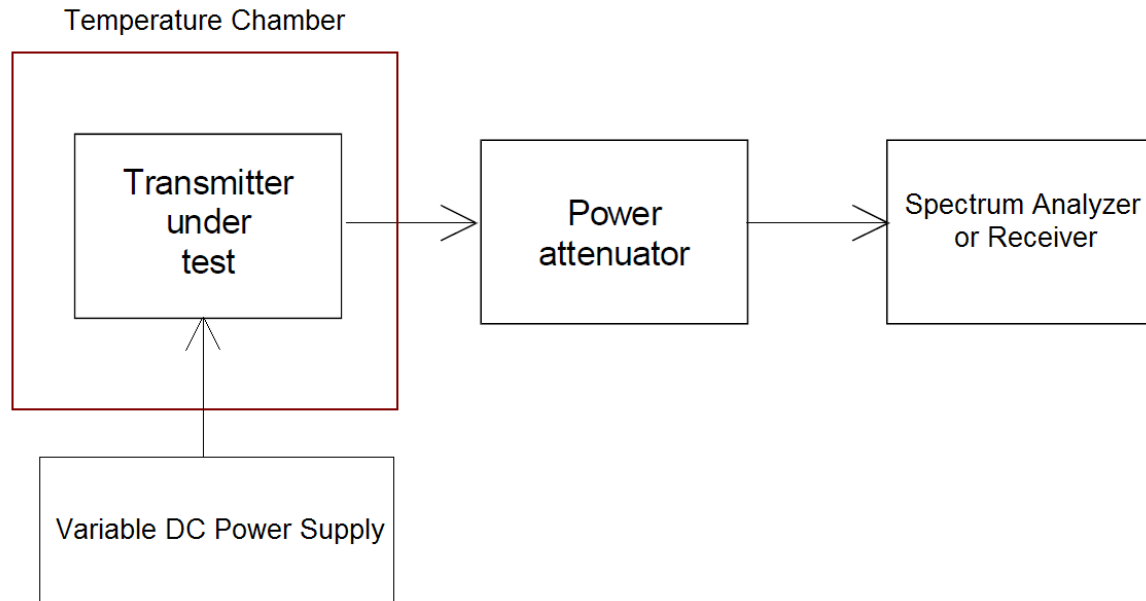 Temperature Chamber
Transmitter
under
test
Power
attenuator
Spectrum Analyzer
or Receiver
Variable DC Power Supply